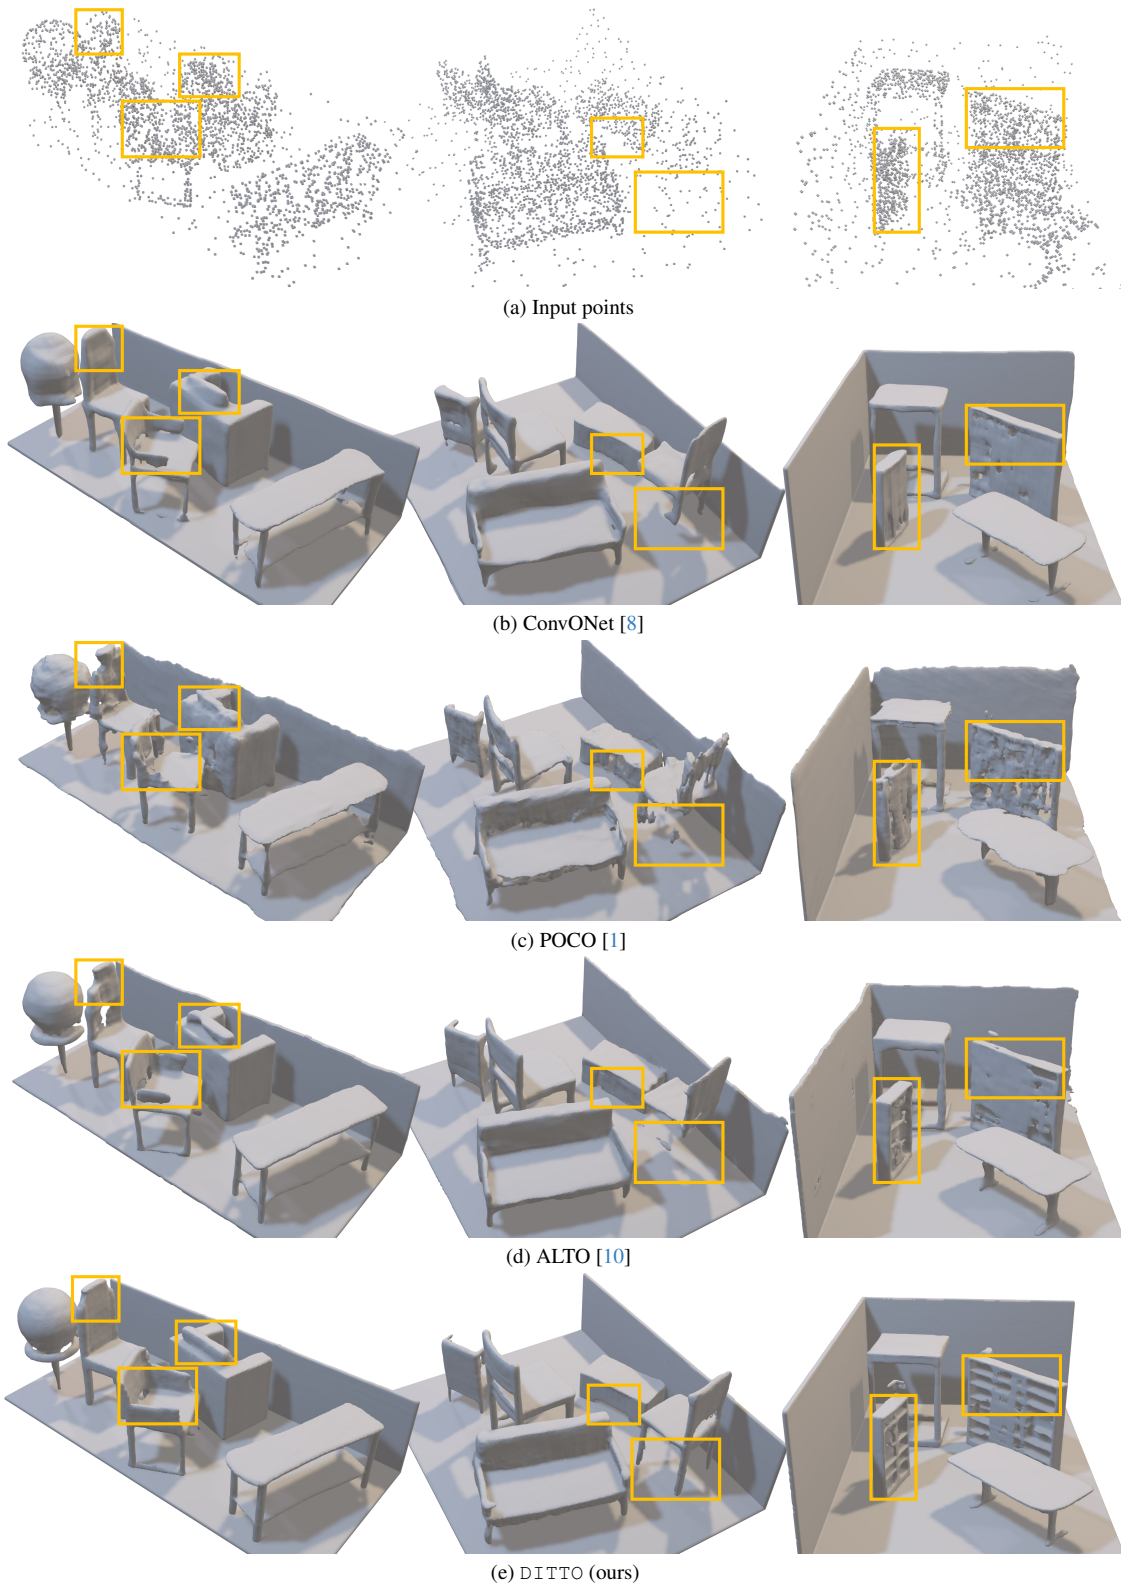 (a) Input points
(b) ConvONet [8]
(c) POCO [1]
(d) ALTO [10]
(e) DITTO (ours)